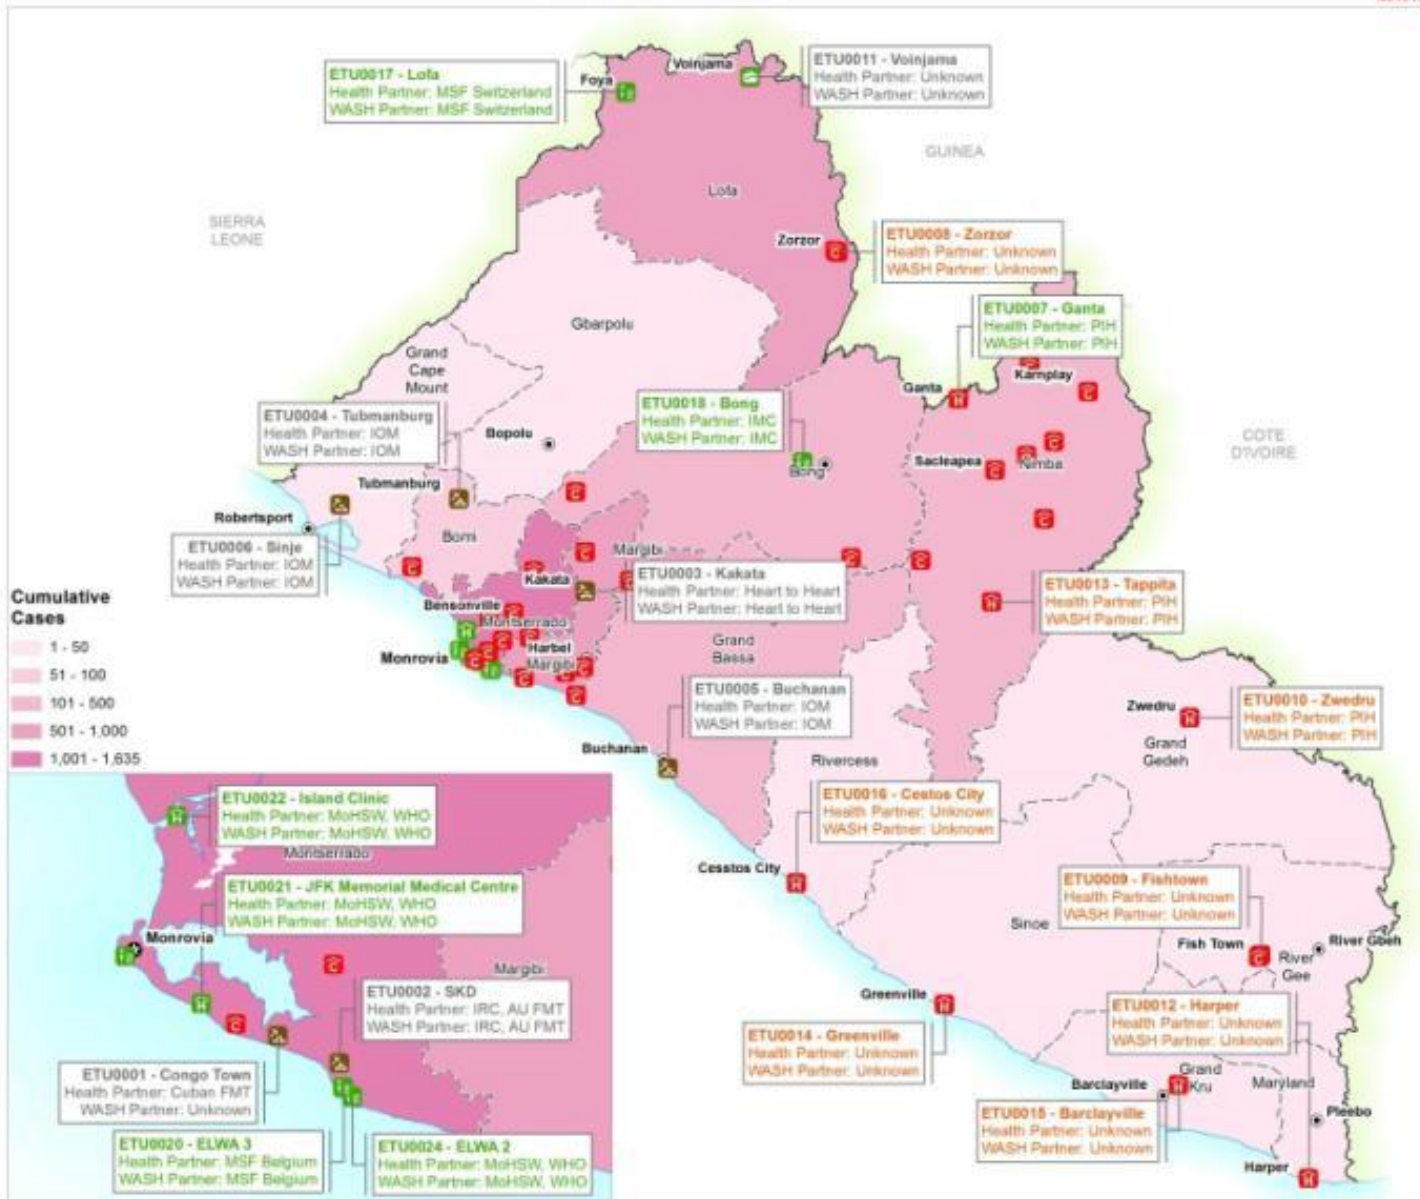 ETU0017 - Lofa
Health Partner: MSF Switzerland
WASH Partner: MSF Switzerland
Foya
Voinjama
ETU0011 - Voinjama
Health Partner: Unknown
WASH Partner: Unknown
GUINEA
SIERRA
LEONE
Lofa
Zorzor
ETU0008 - Zorzor
Health Partner: Unknown
WASH Partner: Unknown
ETU0007 - Ganta
Health Partner: PIH
WASH Partner: PIH
Gbarpolu
Grand
Cape
Mount
Ganta
Karnplay
ETU0004 - Tubmanburg
Health Partner: IOM
WASH Partner: IOM
ETU0018 - Bong
Health Partner: IMC
WASH Partner: IMC
Bopolu
COTE
D'IVOIRE
Bong
Sacleapea
Nimba
Tubmanburg
Robertsport
Bomi
ETU0006 - Sinje
Health Partner: IOM
WASH Partner: IOM
Margibi
Kakata
ETU0003 - Kakata
Health Partner: Heart to Heart
WASH Partner: Heart to Heart
ETU0013 - Tappita
Health Partner: PIH
WASH Partner: PIH
Cumulative
Cases
1 - 50
51 - 100
101 - 500
501 - 1,000
1,001 - 1,635
Bensonville
Montserrado
Harbel
Monrovia
Margibi
Grand
Bassa
ETU0005 - Buchanan
Health Partner: IOM
WASH Partner: IOM
Buchanan
Zwedru
ETU0010 - Zwedru
Health Partner: PIH
WASH Partner: PIH
Grand
Gedeh
Rivercess
ETU0016 - Cestos City
Health Partner: Unknown
WASH Partner: Unknown
Cesstos City
ETU0009 - Fishtown
Health Partner: Unknown
WASH Partner: Unknown
Sinoe
Fish Town
River Gbeh
River
Gee
Greenville
ETU0014 - Greenville
Health Partner: Unknown
WASH Partner: Unknown
ETU0012 - Harper
Health Partner: Unknown
WASH Partner: Unknown
Barclayville
Grand
Kru
Maryland
Pleebo
ETU0015 - Barclayville
Health Partner: Unknown
WASH Partner: Unknown
Harper
ETU0022 - Island Clinic
Health Partner: MoHSW, WHO
WASH Partner: MoHSW, WHO
Montserrado
ETU0021 - JFK Memorial Medical Centre
Health Partner: MoHSW, WHO
WASH Partner: MoHSW, WHO
Monrovia
Margibi
ETU0002 - SKD
Health Partner: IRC, AU FMT
WASH Partner: IRC, AU FMT
ETU0001 - Congo Town
Health Partner: Cuban FMT
WASH Partner: Unknown
ETU0020 - ELWA 3
Health Partner: MSF Belgium
WASH Partner: MSF Belgium
ETU0024 - ELWA 2
Health Partner: MoHSW, WHO
WASH Partner: MoHSW, WHO